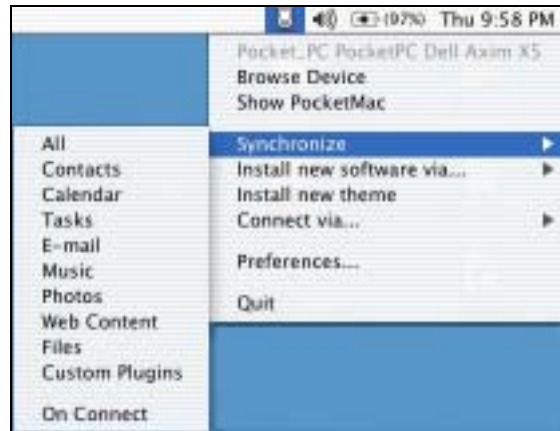 (97%) Thu 9:58 PM
Pocket_PC PocketPC Dell Axim X5
Browse Device
Show PocketMac
Synchronize
Install new software via...
Install new theme
Connect via...
Preferences...
Quit
All
Contacts
Calendar
Tasks
E-mail
Music
Photos
Web Content
Files
Custom Plugins
On Connect